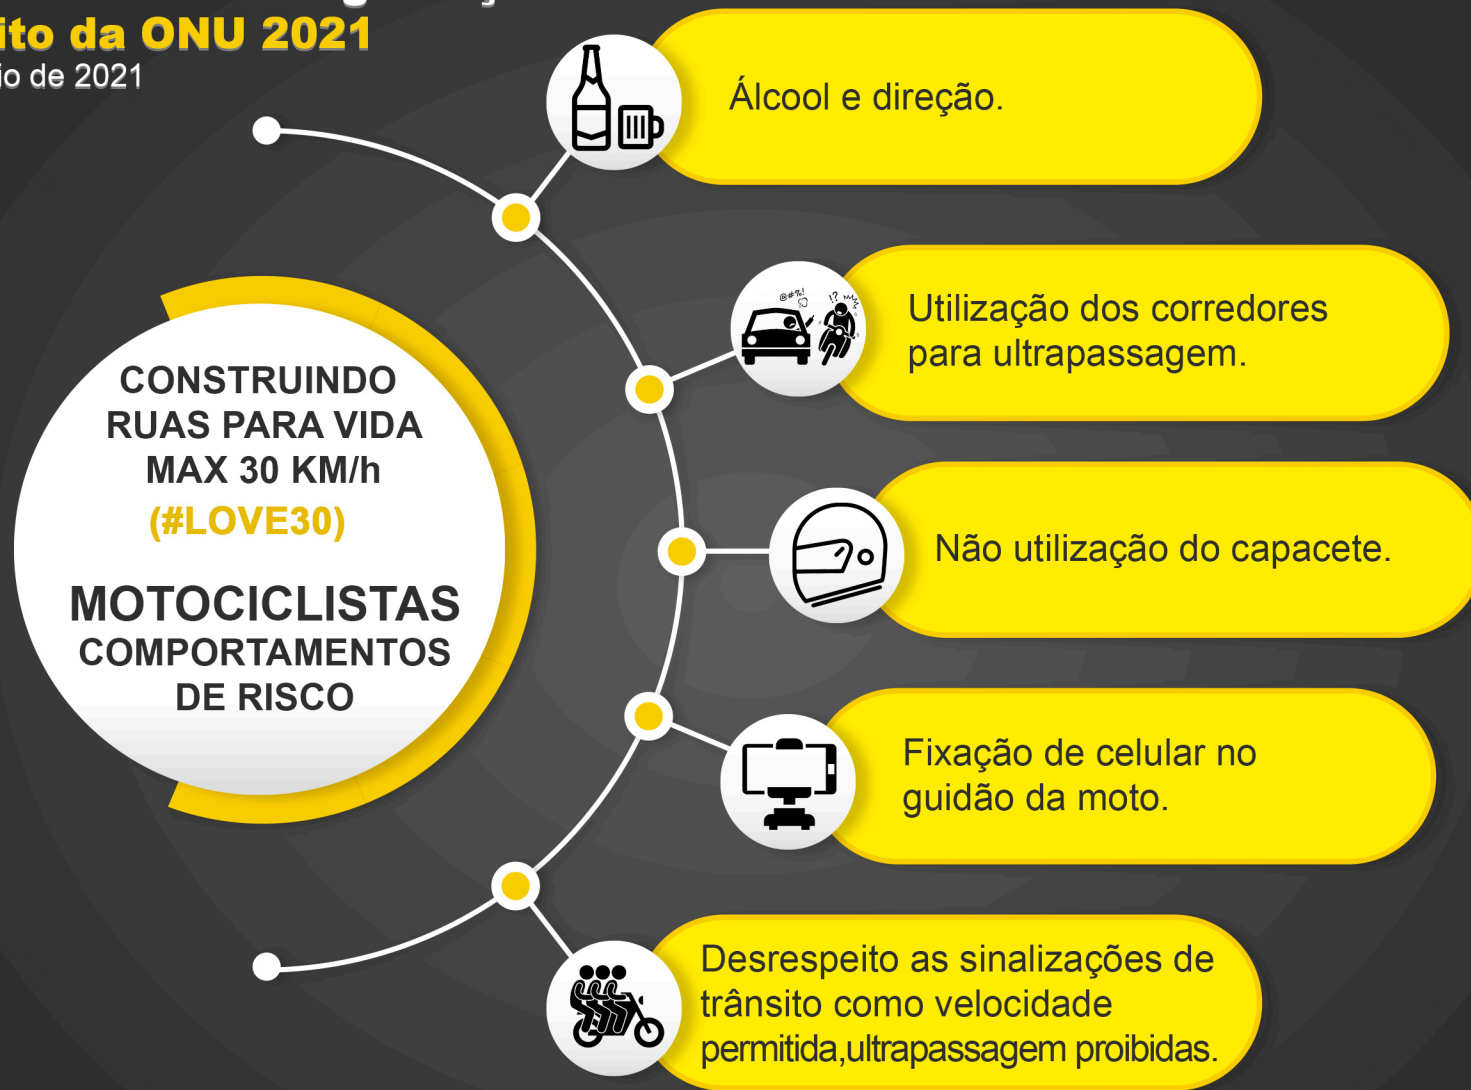 ito da ONU 2021
io de 2021
Álcool e direção.
@#%!
!?
Utilização dos corredores
para ultrapassagem.
CONSTRUINDO
RUAS PARA VIDA
MAX 30 KM/h
(#LOVE30)
MOTOCICLISTAS
COMPORTAMENTOS
DE RISCO
Não utilização do capacete.
Fixação de celular no
guidão da moto.
Desrespeito as sinalizações de
trânsito como velocidade
permitida,ultrapassagem proibidas.